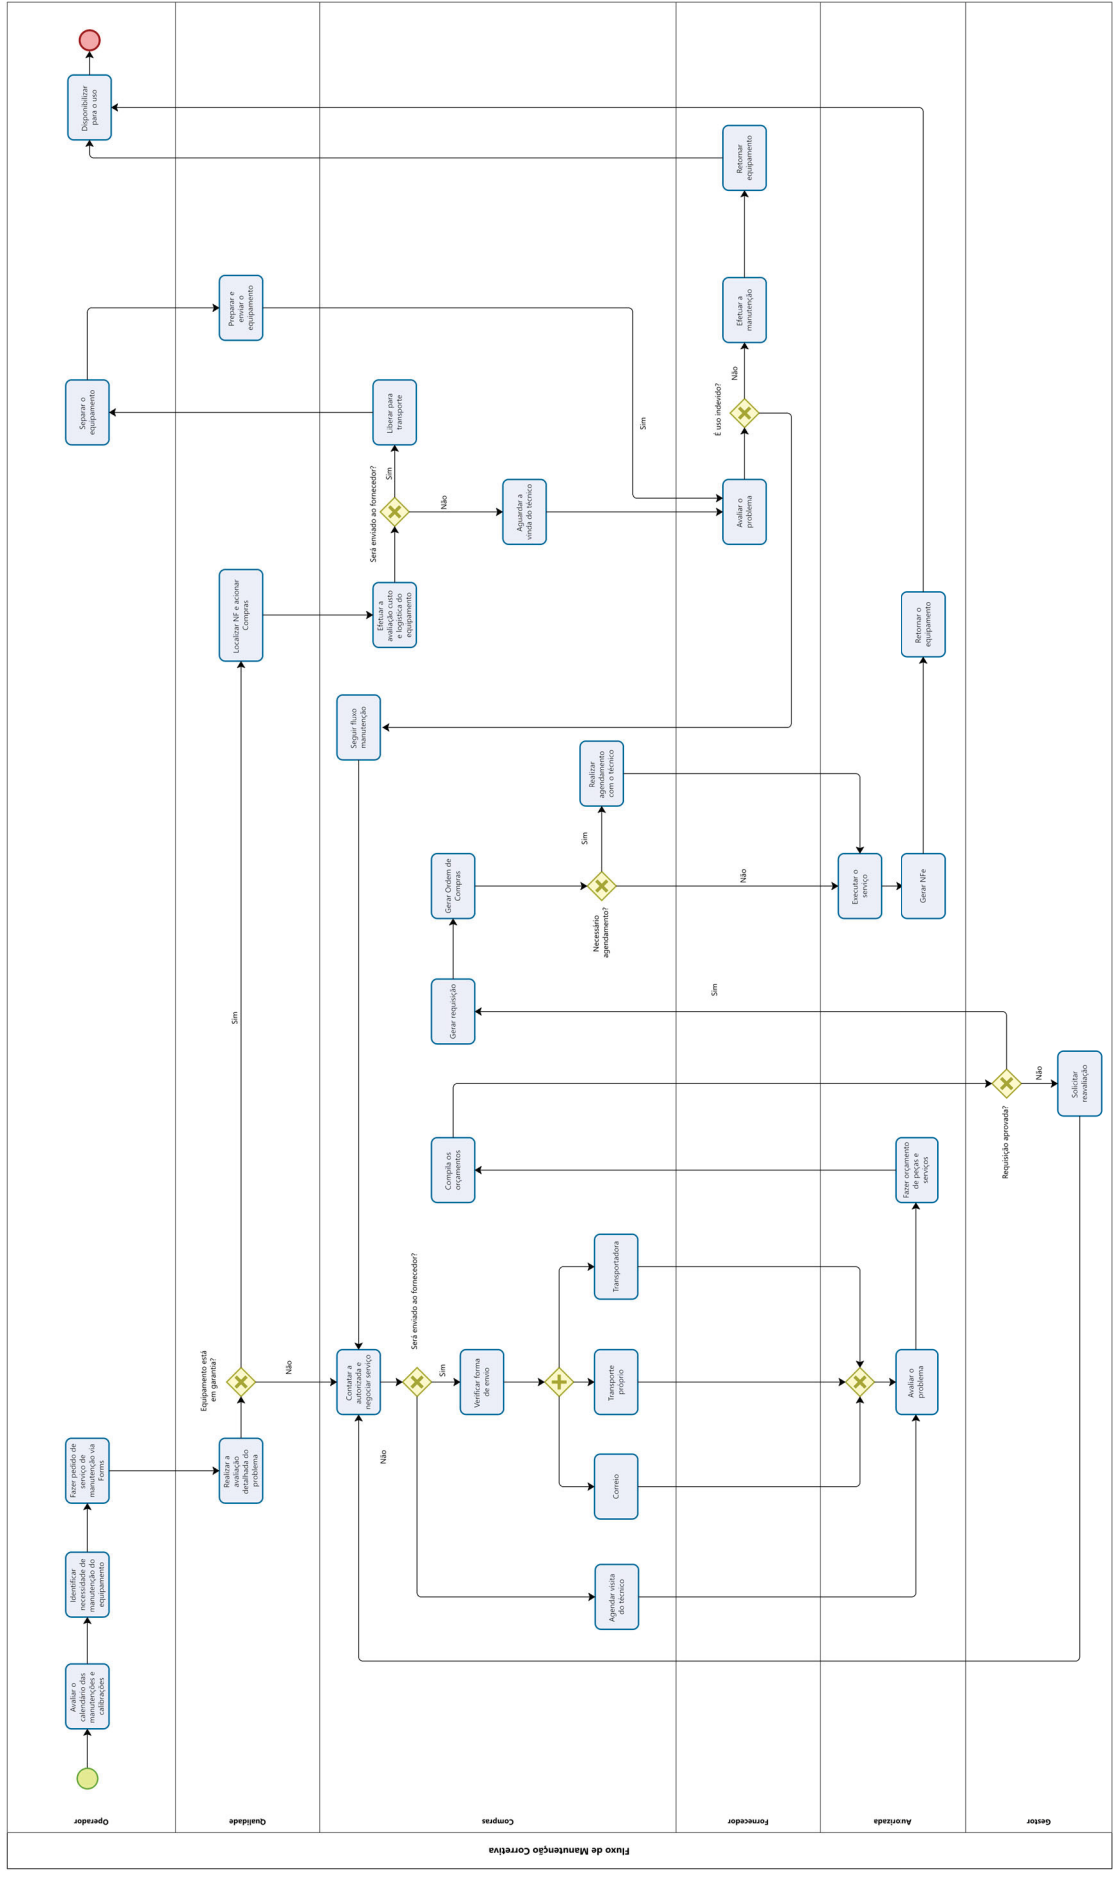 Fluxo de Manutenção Corretiva
Operador
Qualidade
Compras
Fornecedor
Aurorizada
Gestor
Avaliar o
calendário das
manutenções e
calibrações
Identificar
necessidade de
manutenção do
equipamento
Fazer pedido de
serviço de
manutenção via
Forms
Separar o
equipamento
Disponibilizar
para o uso
Realizar a
avaliação
detalhada do
problema
Equipamento está
em garantia?
Sim
Não
Localizar NF e acionar
Compras
Preparar e
enviar o
equipamento
Contatar a
autorizada e
negociar serviço
Seguir fluxo
manutenção
Efetuar a
avaliação custo
e logística do
equipamento
Será enviado ao fornecedor?
Sim
Não
Liberar para
transporte
Aguardar a
vinda do técnico
Sim
Será enviado ao fornecedor?
Sim
Não
Verificar forma
de envio
Agendar visita
do técnico
Correio
Transporte
próprio
Transportadora
Compila os
orçamentos
Gerar requisição
Gerar Ordem de
Compras
Necessário
agendamento?
Sim
Não
Realizar
agendamento
com o técnico
Avaliar o
problema
É uso indevido?
Não
Efetuar a
manutenção
Retornar
equipamento
Avaliar o
problema
Fazer orçamento
de peças e
serviços
Executar o
serviço
Gerar NFe
Retornar o
equipamento
Requisição aprovada?
Sim
Não
Solicitar
reavaliação